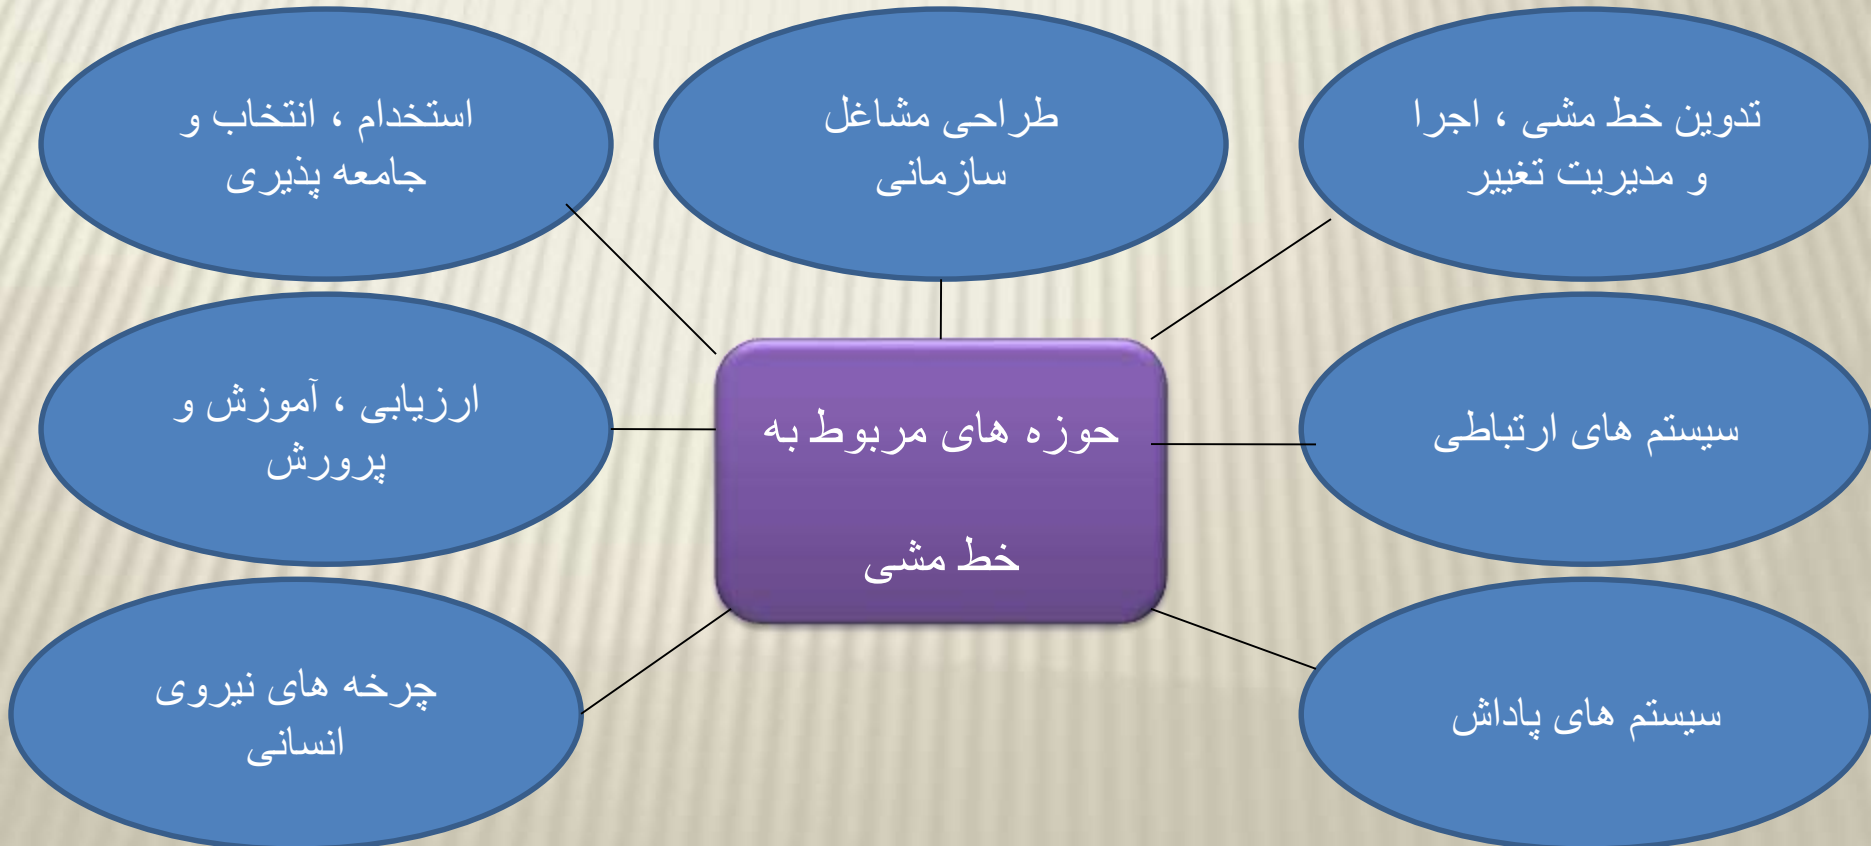 تدوین خط مشی ، اجرا
و مدیریت تغییر
طراحی مشاغل
سازمانی
استخدام ، انتخاب و
جامعه پذیری
سیستم های ارتباطی
حوزه های مربوط به
خط مشی
ارزیابی ، آموزش و
پرورش
سیستم های پاداش
چرخه های نیروی
انسانی